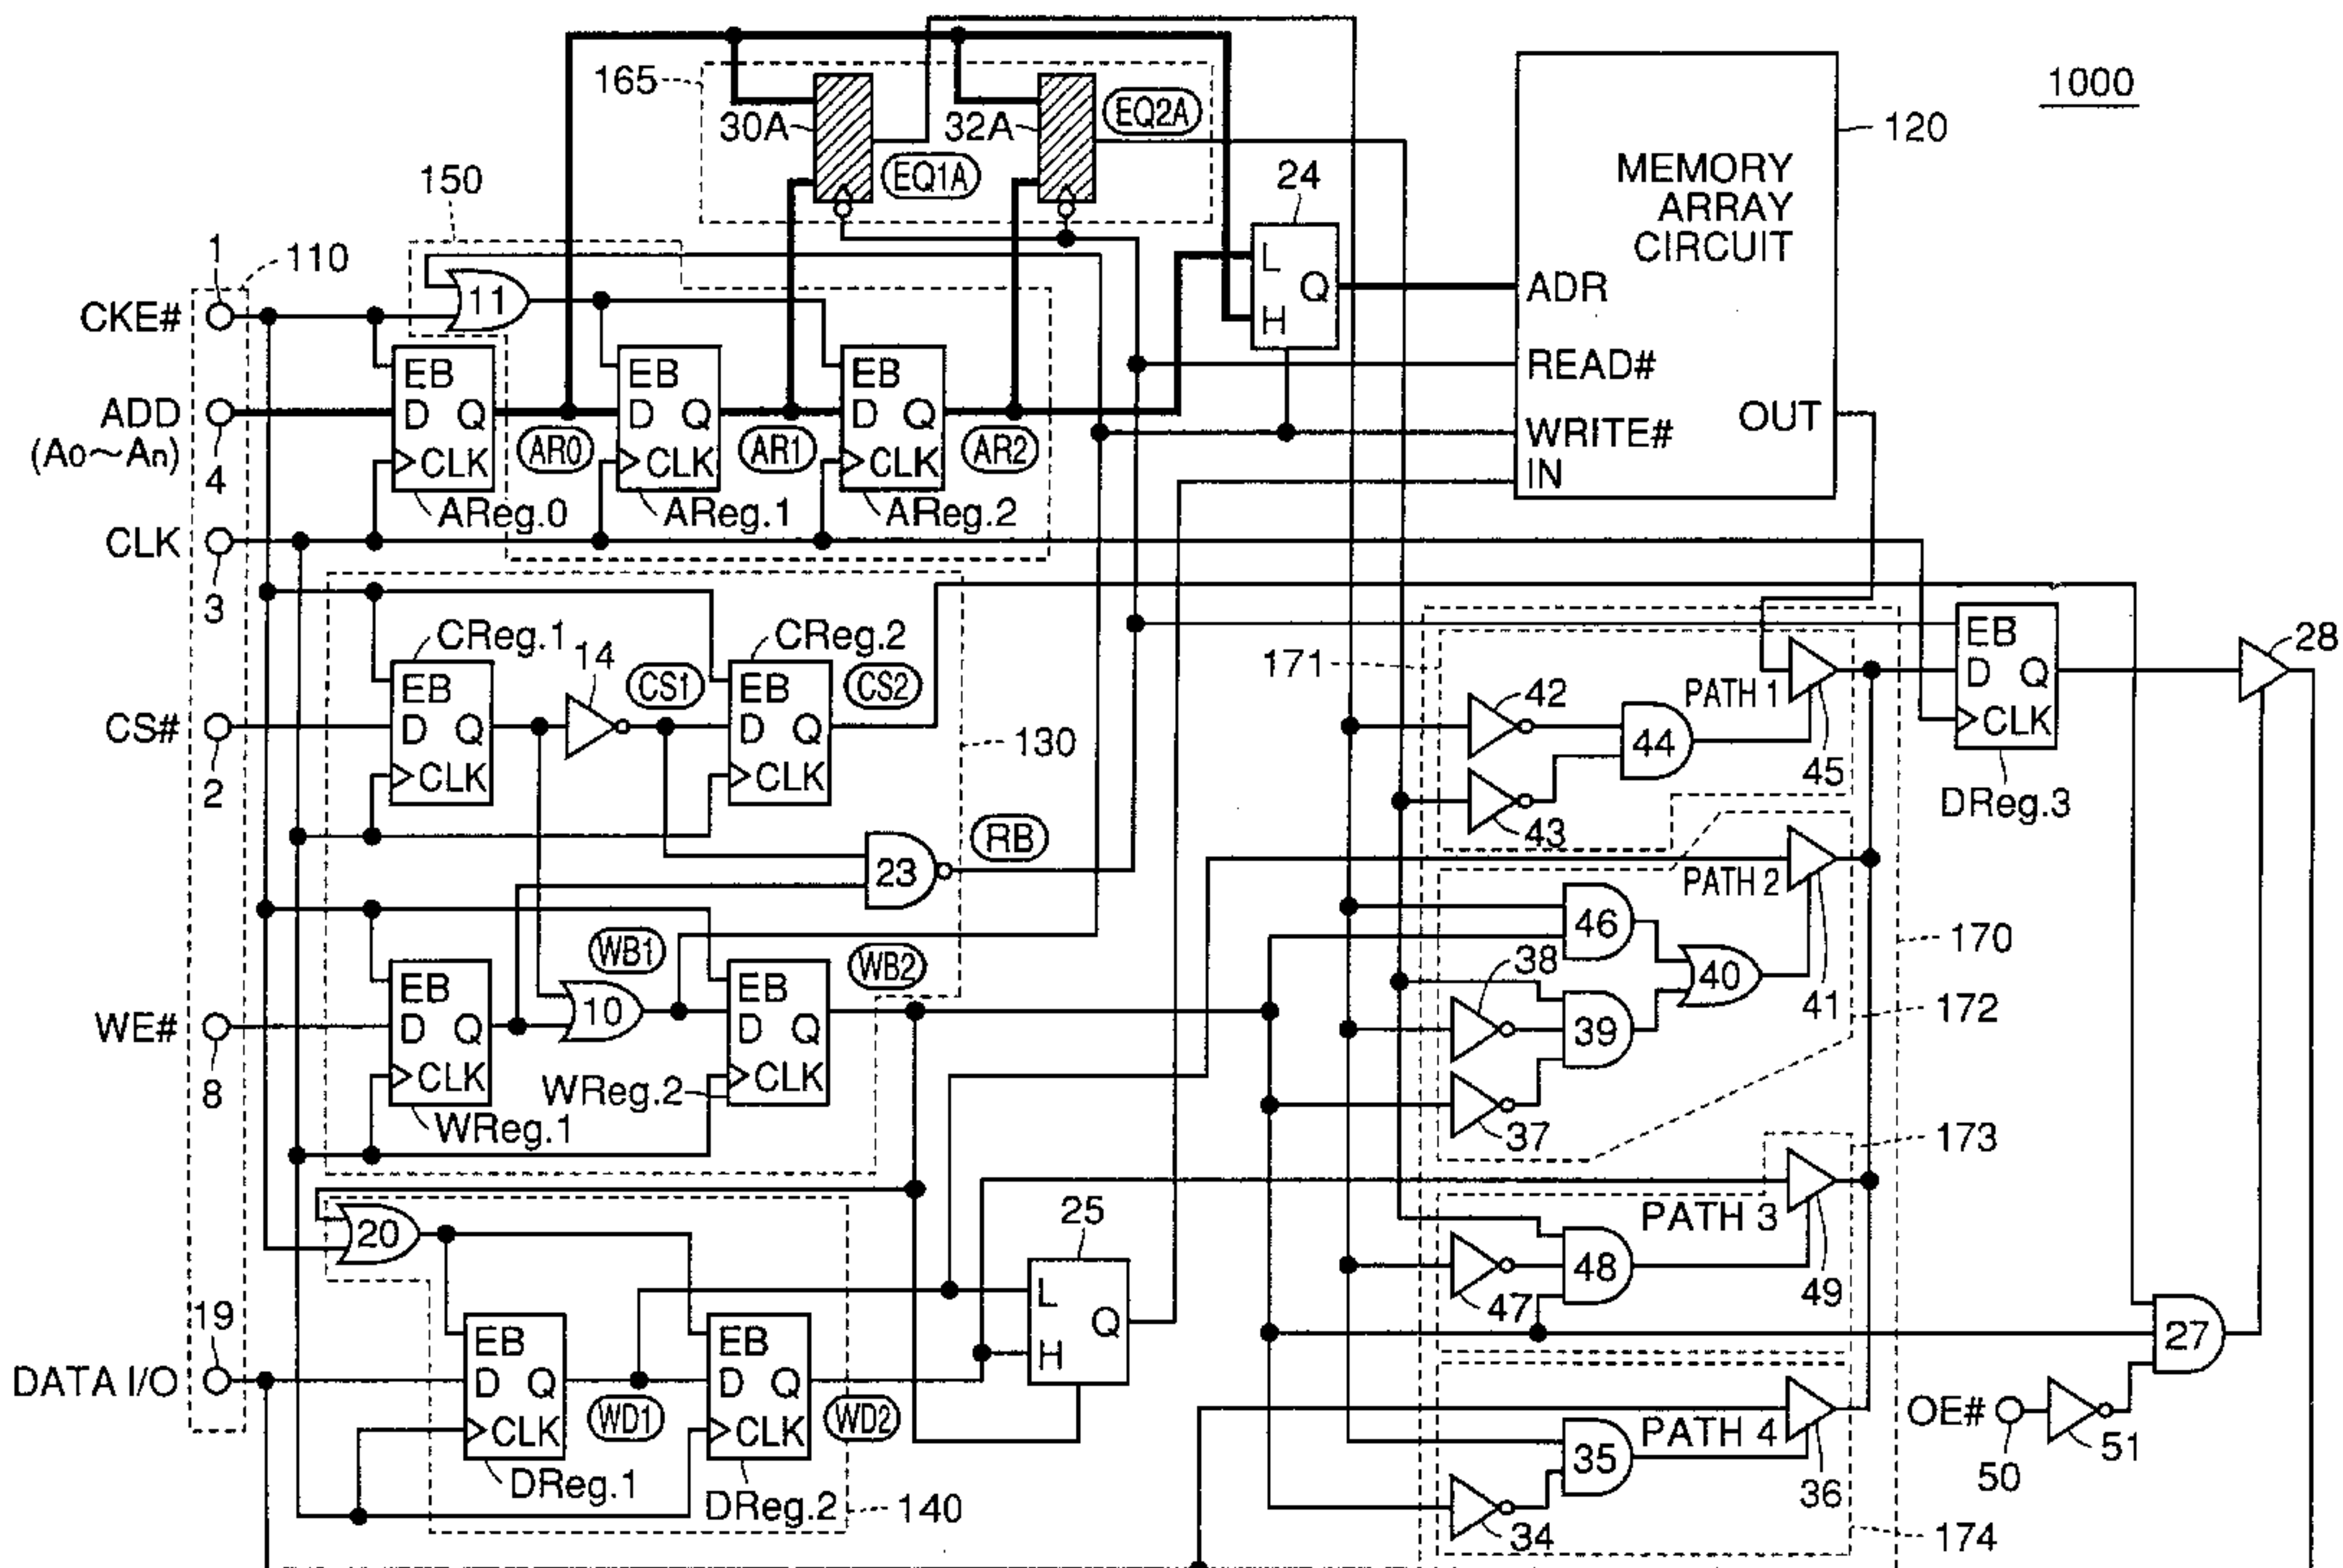 1000
165
30A
32A
EQ2A
EQ1A
120
MEMORY
ARRAY
CIRCUIT
150
24
L
Q
H
ADR
READ#
WRITE#
IN
OUT
1
110
CKE#
11
ADD
(A0~An)
4
EB
D Q
CLK
AR0
AReg.0
EB
D Q
CLK
AR1
AReg.1
EB
D Q
CLK
AR2
AReg.2
CLK
3
CReg.1
14
CS1
CReg.2
CS2
CS#
2
EB
D Q
CLK
EB
D Q
CLK
130
23
RB
171
42
43
44
PATH 1
45
EB
D Q
CLK
DReg.3
28
WB1
WB2
WE#
8
EB
D Q
CLK
WReg.1
10
EB
D Q
CLK
WReg.2
PATH 2
41
46
38
39
40
37
170
172
173
20
25
L
Q
H
PATH 3
47
48
49
27
19
DATA I/O
EB
D Q
CLK
WD1
DReg.1
EB
D Q
CLK
WD2
DReg.2
140
PATH 4
35
36
34
174
OE#
50
51